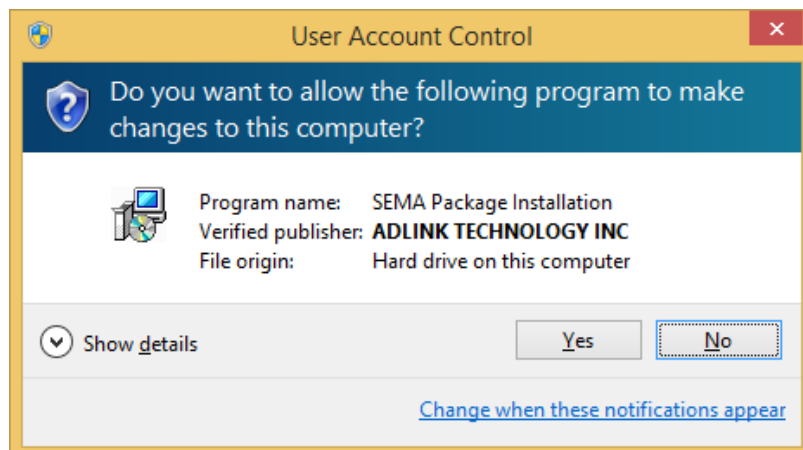 User Account Control
Do you want to allow the following program to make
changes to this computer?
Program name: SEMA Package Installation
Verified publisher: ADLINK TECHNOLOGY INC
File origin: Hard drive on this computer
Show details Yes No
Change when these notifications appear